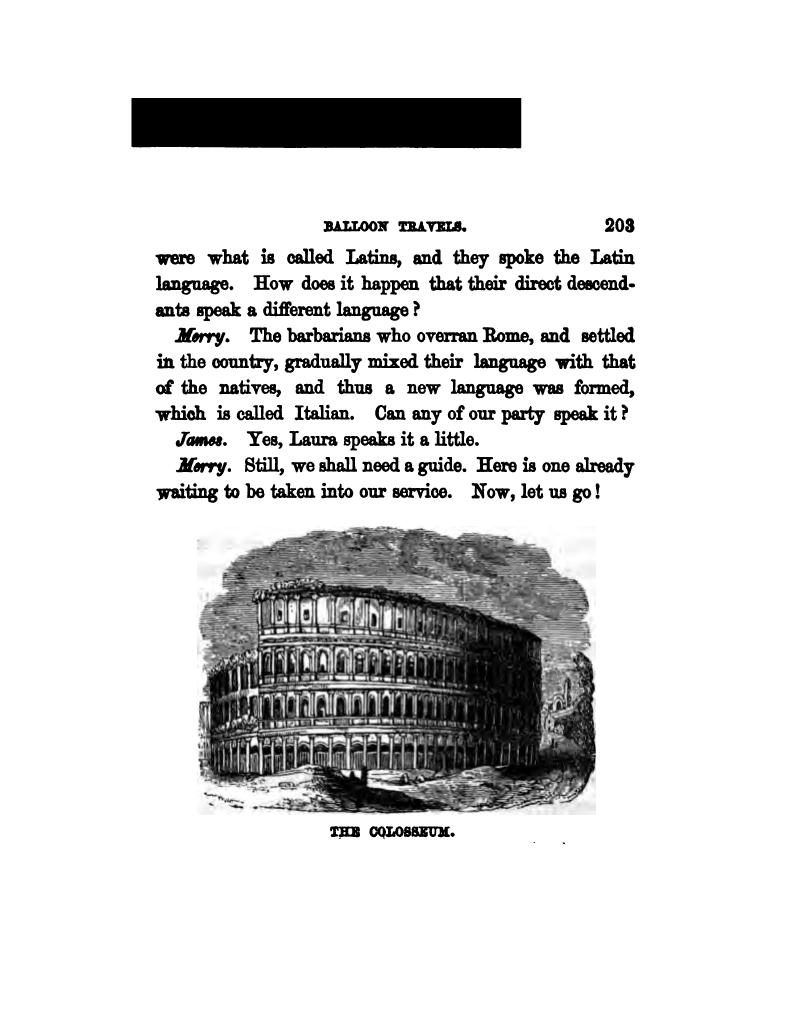 BALLOON TRAVELS. 203
were what is called Latins, and they spoke the Latin
language. How does it happen that their direct descend-
ants speak a different language?
Merry. The barbarians who overran Rome, and settled
in the country, gradually mixed their language with that
of the natives, and thus a new language was formed,
which is called Italian. Can any of our party speak it?
James. Yes, Laura speaks it a little.
Merry. Still, we shall need a guide. Here is one already
waiting to be taken into our service. Now, let us go!
THE COLOSSEUM.